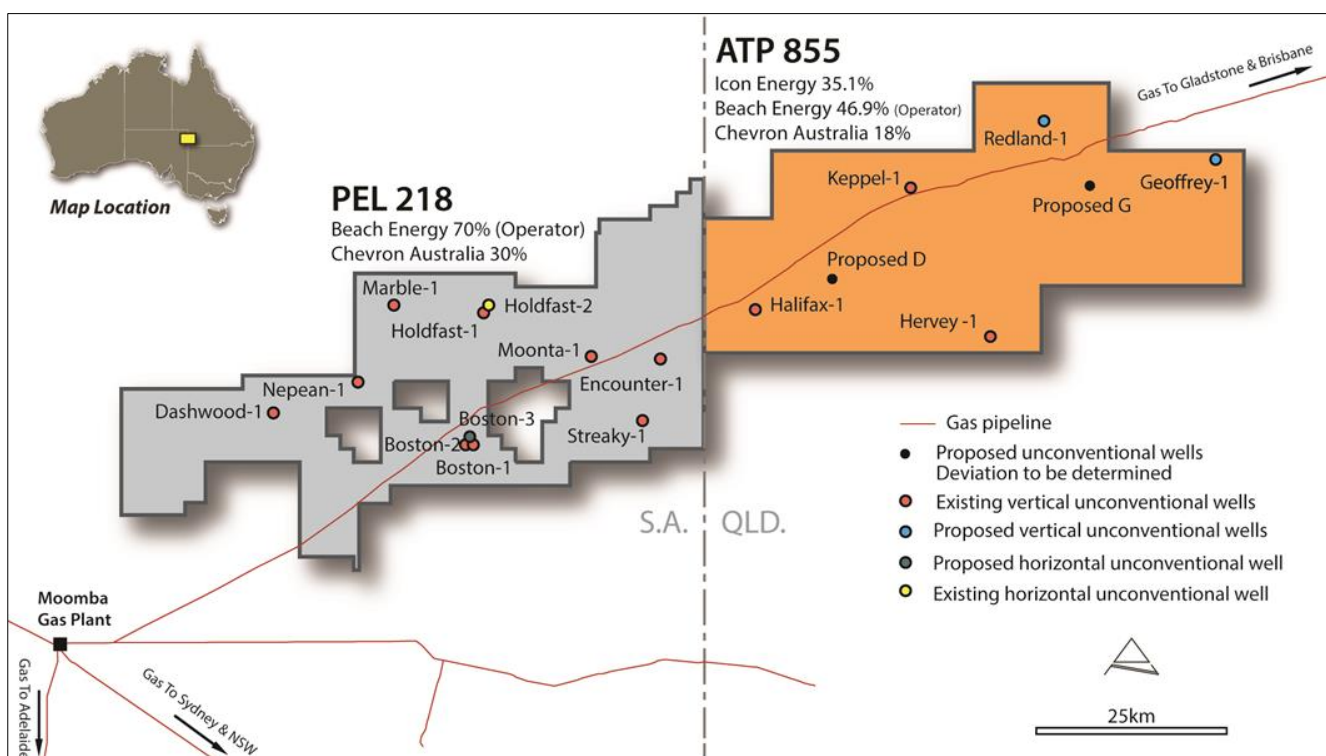 ATP 855
Icon Energy 35.1%
Beach Energy 46.9% (Operator)
Chevron Australia 18%
Gas To Gladstone & Brisbane
Map Location
PEL 218
Beach Energy 70% (Operator)
Chevron Australia 30%
Redland-1
Keppel-1
Geoffrey-1
Proposed G
Proposed D
Halifax-1
Hervey -1
Marble-1
Holdfast-2
Holdfast-1
Moonta-1
Encounter-1
Nepean-1
Dashwood-1
Boston-3
Boston-2
Boston-1
Streaky-1
S.A.
QLD.
Gas pipeline
Proposed unconventional wells
Deviation to be determined
Existing vertical unconventional wells
Proposed vertical unconventional wells
Proposed horizontal unconventional well
Existing horizontal unconventional well
Moomba
Gas Plant
Gas To Adelaide
Gas To Sydney & NSW
25km